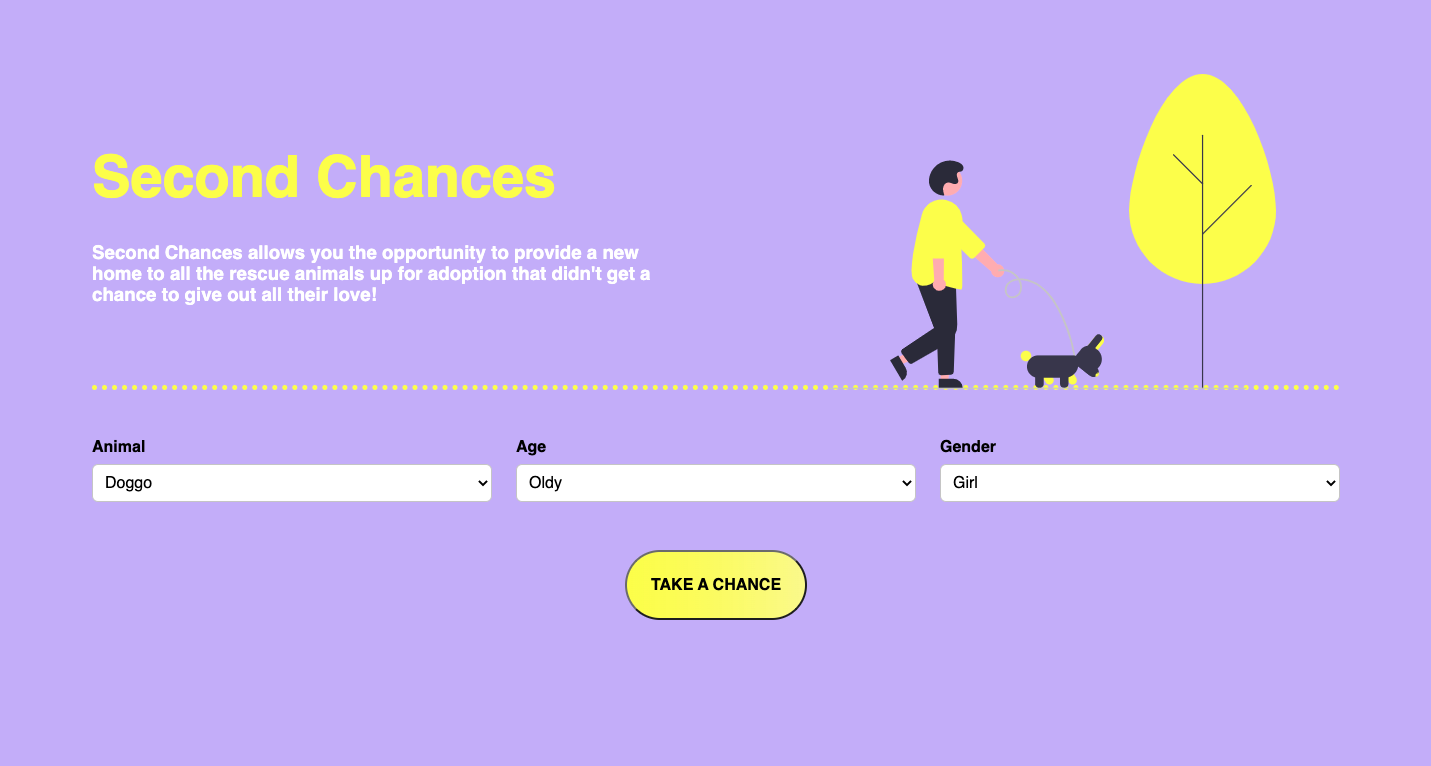 Second Chances
Second Chances allows you the opportunity to provide a new
home to all the rescue animals up for adoption that didn't get a
chance to give out all their love!
Animal
Age
Gender
Doggo
Oldy
Girl
TAKE A CHANCE